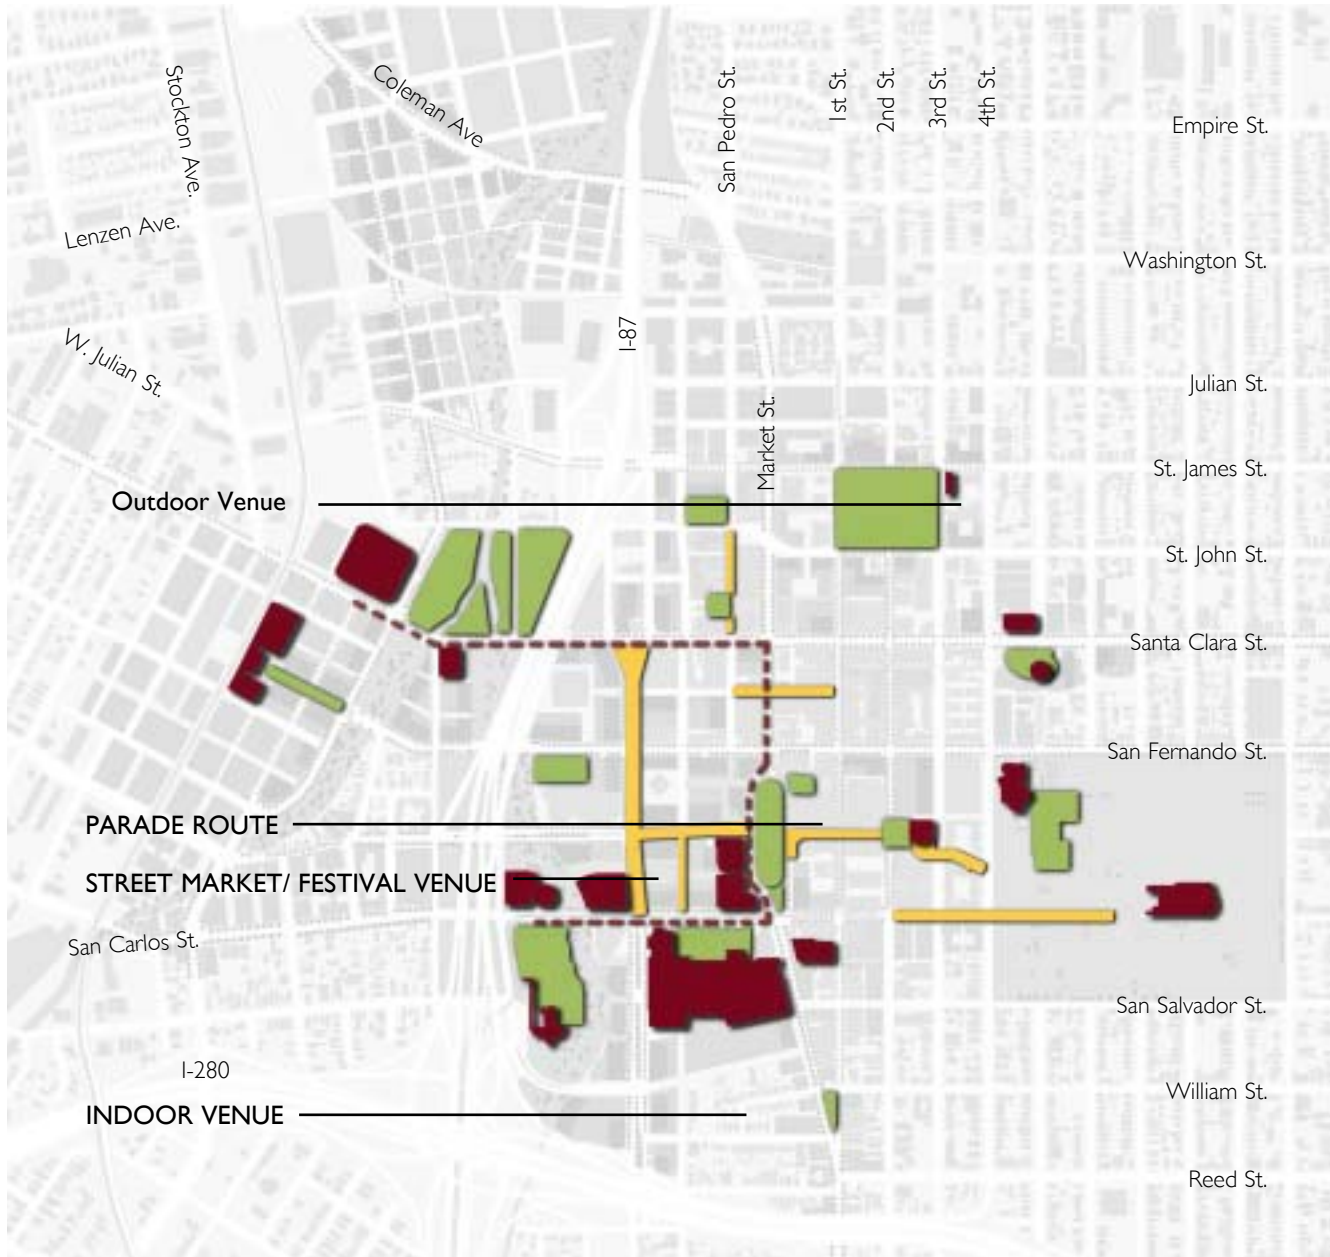 Stockton Ave.
Coleman Ave
San Pedro St.
1st St.
2nd St.
3rd St.
4th St.
Empire St.
Lenzen Ave.
Washington St.
W. Julian St.
I-87
Julian St.
Market St.
St. James St.
Outdoor Venue
St. John St.
Santa Clara St.
San Fernando St.
PARADE ROUTE
STREET MARKET/ FESTIVAL VENUE
San Carlos St.
San Salvador St.
I-280
William St.
INDOOR VENUE
Reed St.